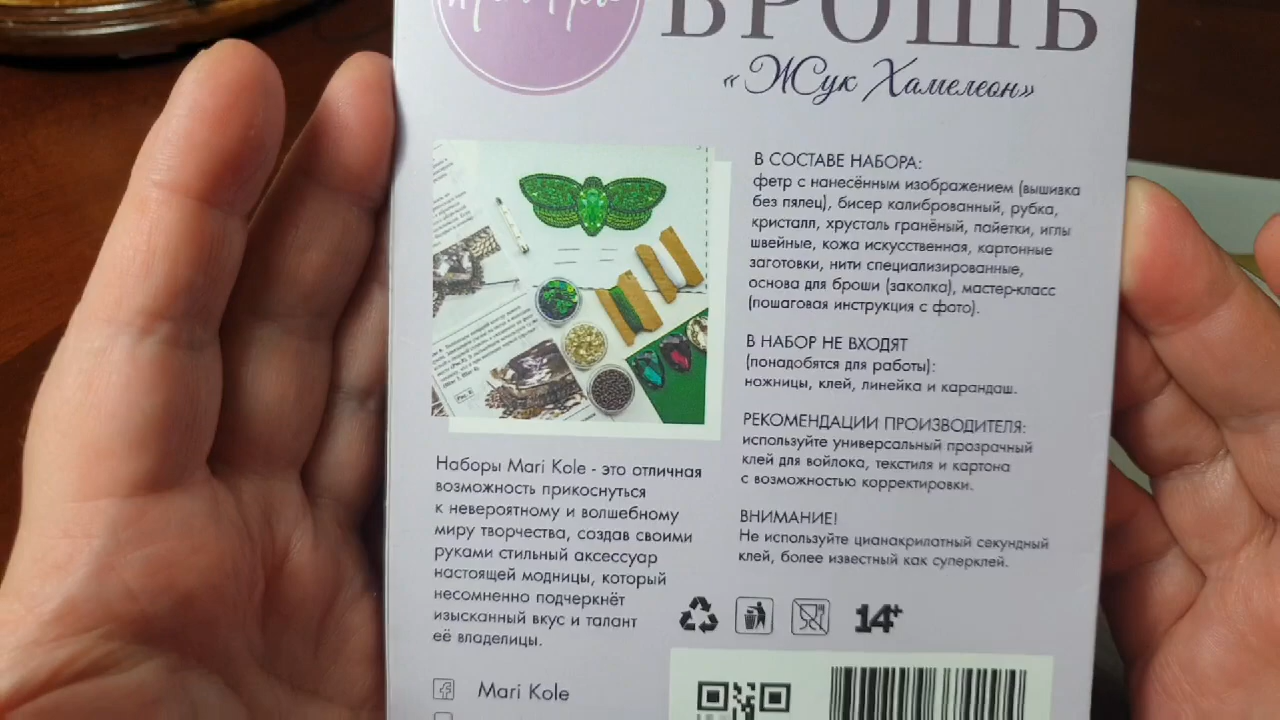 БРОШЬ
«Жук Хамелеон»
В СОСТАВЕ НАБОРА:
фетр с нанесённым изображением (вышивка
без пялец), бисер калиброванный, рубка,
кристалл, хрусталь гранёный, пайетки, иглы
швейные, кожа искусственная, картонные
заготовки, нити специализированные,
основа для броши (заколка), мастер-класс
(пошаговая инструкция с фото).
В НАБОР НЕ ВХОДЯТ
(понадобятся для работы):
ножницы, клей, линейка и карандаш.
РЕКОМЕНДАЦИИ ПРОИЗВОДИТЕЛЯ:
используйте универсальный прозрачный
клей для войлока, текстиля и картона
с возможностью корректировки.
ВНИМАНИЕ!
Не используйте цианакрилатный секундный
клей, более известный как суперклей.
14+
Наборы Mari Kole - это отличная
возможность прикоснуться
к невероятному и волшебному
миру творчества, создав своими
руками стильный аксессуар
настоящей модницы, который
несомненно подчеркнёт
изысканный вкус и талант
её владелицы.
Mari Kole